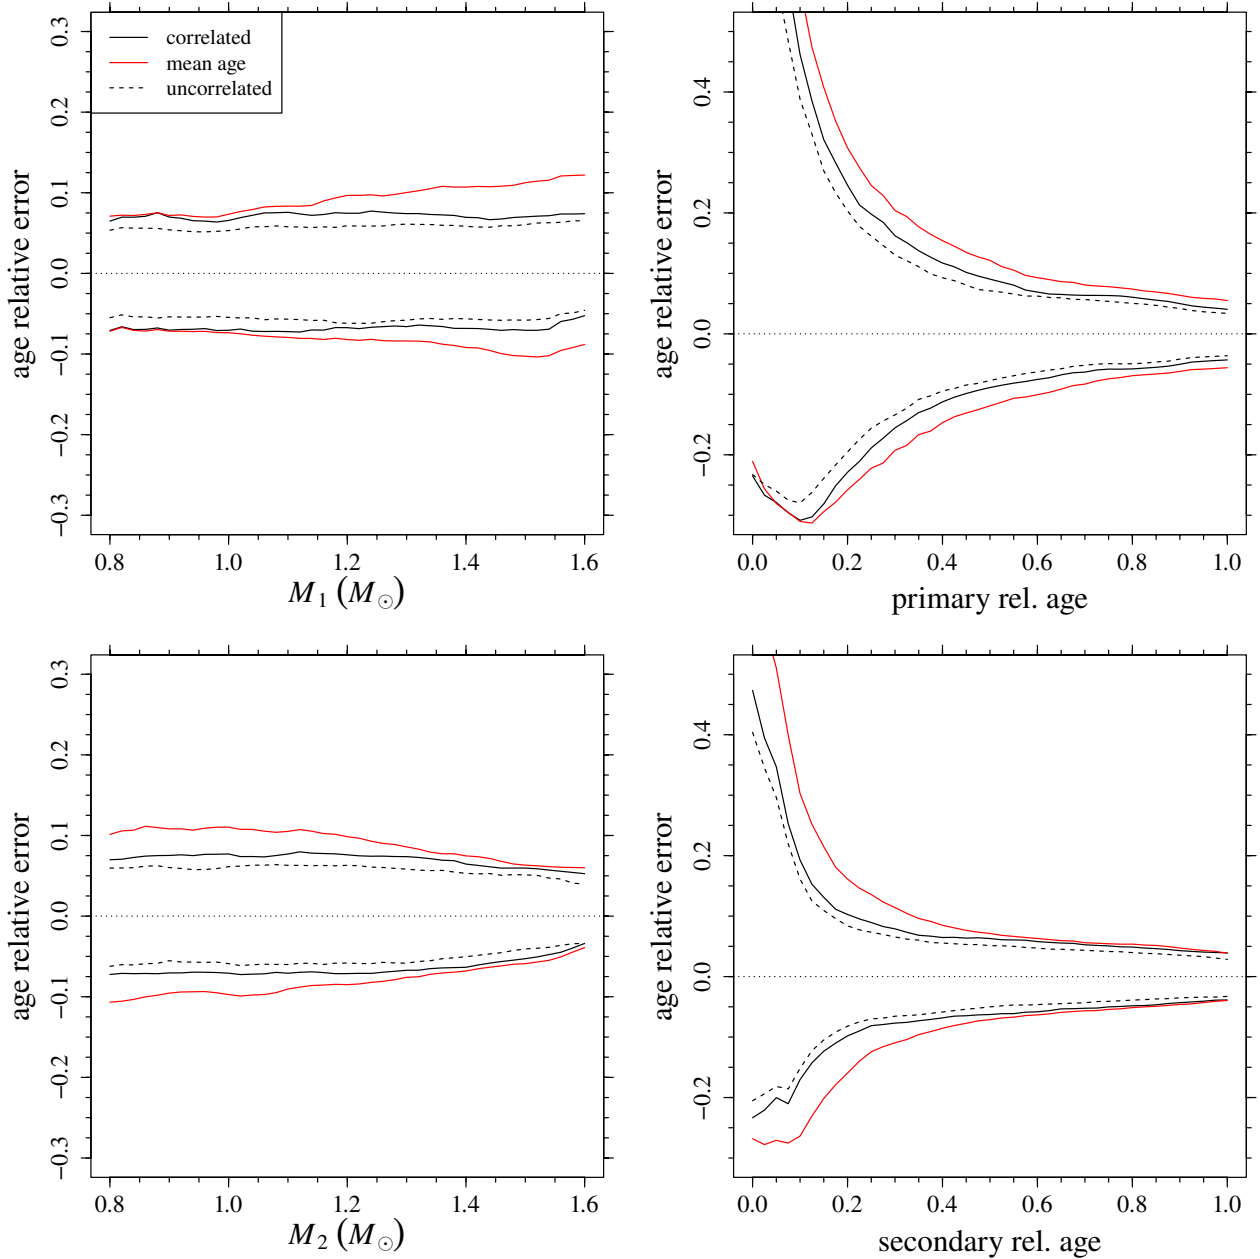 correlated
mean age
uncorrelated
age relative error
0.3
0.2
0.1
0.0
−0.1
−0.2
−0.3
0.8 1.0 1.2 1.4 1.6
M1 (M⊙)
age relative error
0.4
0.2
0.0
−0.2
0.0 0.2 0.4 0.6 0.8 1.0
primary rel. age
age relative error
0.3
0.2
0.1
0.0
−0.1
−0.2
−0.3
0.8 1.0 1.2 1.4 1.6
M2 (M⊙)
age relative error
0.4
0.2
0.0
−0.2
0.0 0.2 0.4 0.6 0.8 1.0
secondary rel. age